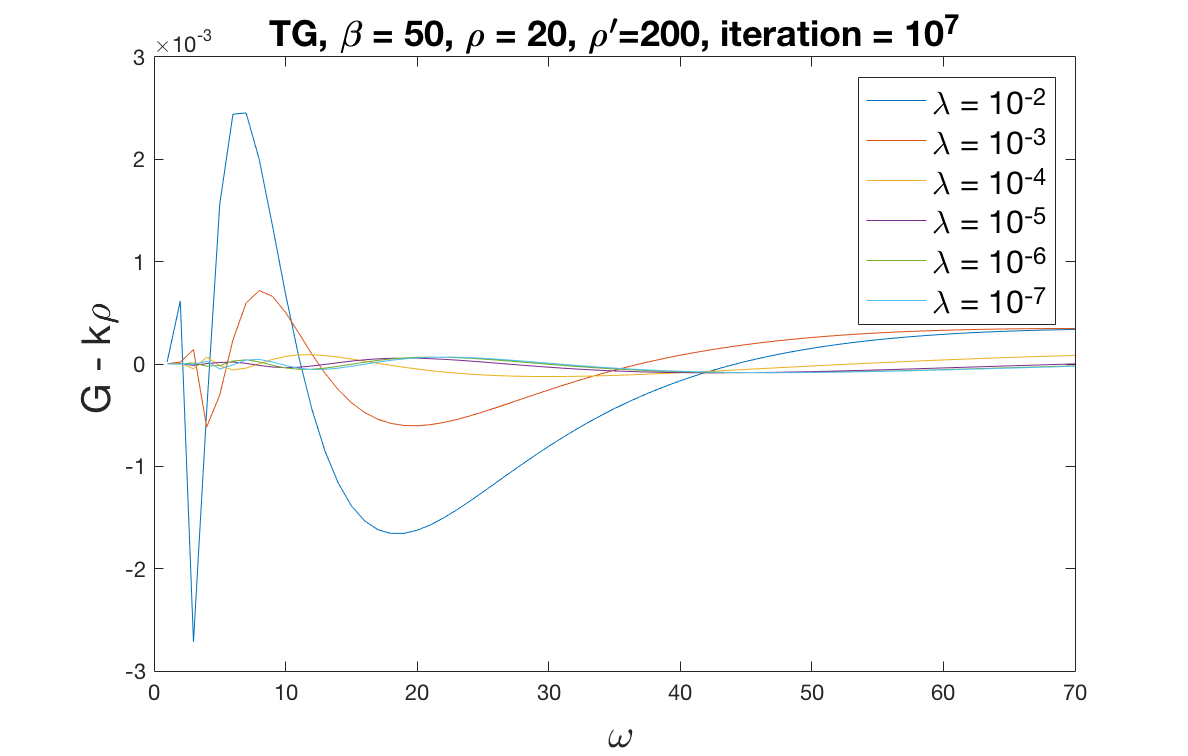 TG, β = 50, ρ = 20, ρ′=200, iteration = 10⁷
×10⁻³
3
2
1
0
-1
-2
-3
G - kρ
λ = 10⁻²
λ = 10⁻³
λ = 10⁻⁴
λ = 10⁻⁵
λ = 10⁻⁶
λ = 10⁻⁷
0 10 20 30 40 50 60 70
ω